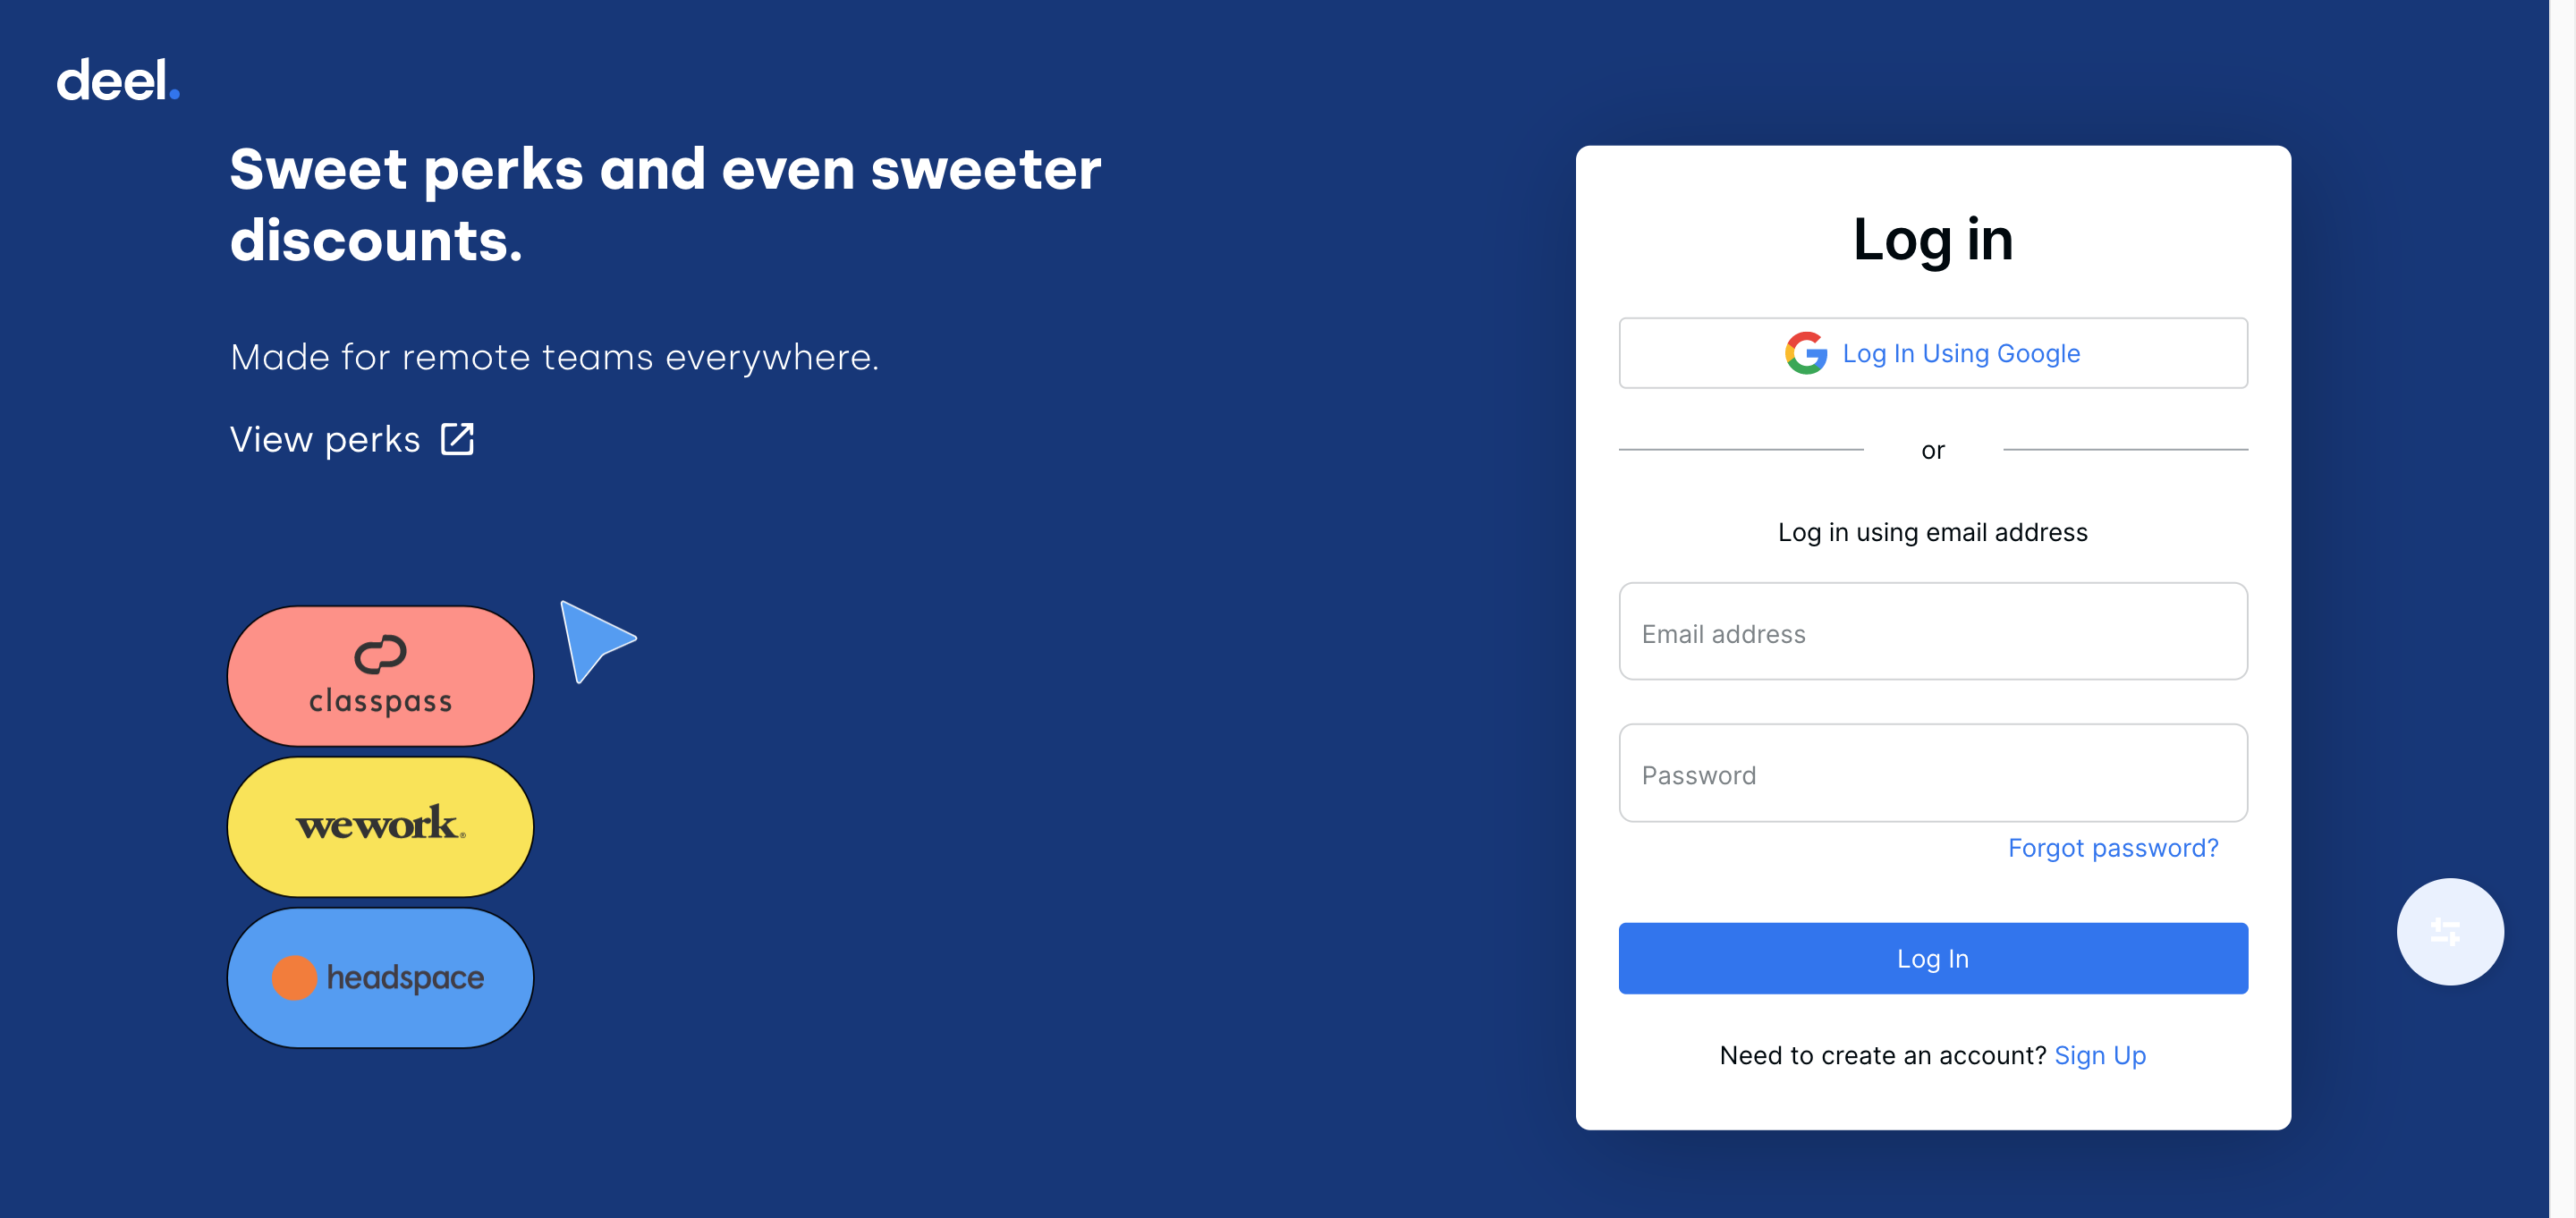 deel.
Sweet perks and even sweeter
discounts.
Made for remote teams everywhere.
View perks
classpass
wework®
headspace
Log in
Log In Using Google
or
Log in using email address
Email address
Password
Forgot password?
Log In
Need to create an account? Sign Up